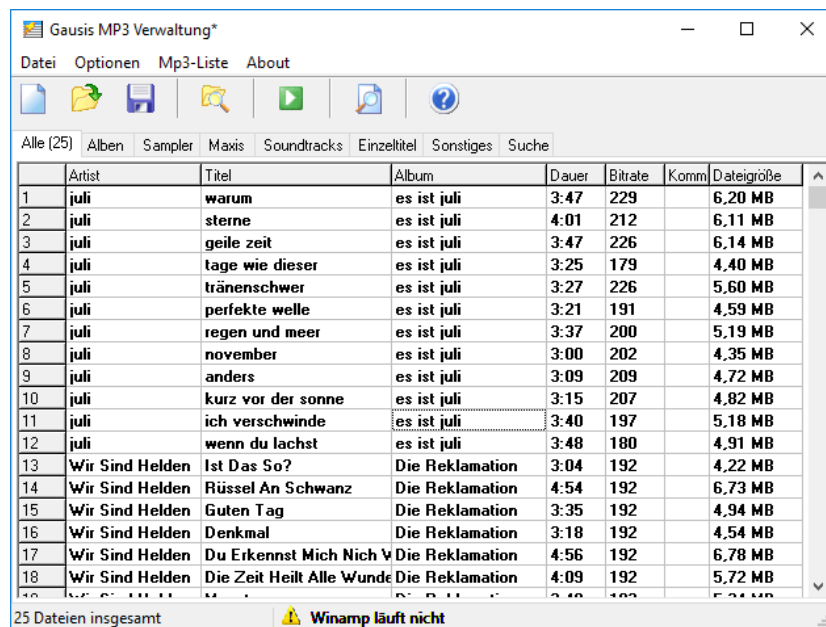 Gausis MP3 Verwaltung*
Datei Optionen Mp3-Liste About
Alle (25) Alben Sampler Maxis Soundtracks Einzeltitel Sonstiges Suche
Artist Titel Album Dauer Bitrate Komm Dateigröße
1 juli warum es ist juli 3:47 229 6,20 MB
2 juli sterne es ist juli 4:01 212 6,11 MB
3 juli geile zeit es ist juli 3:47 226 6,14 MB
4 juli tage wie dieser es ist juli 3:25 179 4,40 MB
5 juli tränenschwer es ist juli 3:27 226 5,60 MB
6 juli perfekte welle es ist juli 3:21 191 4,59 MB
7 juli regen und meer es ist juli 3:37 200 5,19 MB
8 juli november es ist juli 3:00 202 4,35 MB
9 juli anders es ist juli 3:09 209 4,72 MB
10 juli kurz vor der sonne es ist juli 3:15 207 4,82 MB
11 juli ich verschwinde es ist juli 3:40 197 5,18 MB
12 juli wenn du lachst es ist juli 3:48 180 4,91 MB
13 Wir Sind Helden Ist Das So? Die Reklamation 3:04 192 4,22 MB
14 Wir Sind Helden Rüssel An Schwanz Die Reklamation 4:54 192 6,73 MB
15 Wir Sind Helden Guten Tag Die Reklamation 3:35 192 4,94 MB
16 Wir Sind Helden Denkmal Die Reklamation 3:18 192 4,54 MB
17 Wir Sind Helden Du Erkennst Mich Nich Die Reklamation 4:56 192 6,78 MB
18 Wir Sind Helden Die Zeit Heilt Alle Wunde Die Reklamation 4:09 192 5,72 MB
25 Dateien insgesamt Winamp läuft nicht